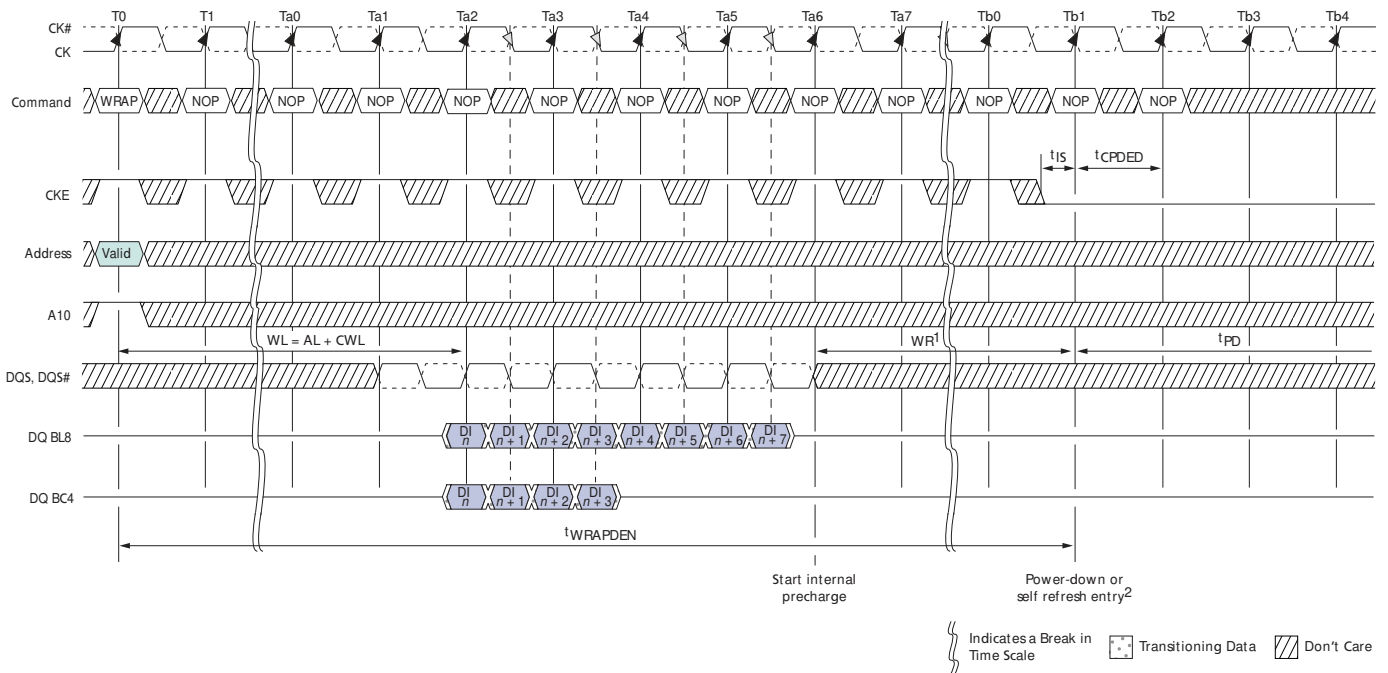 T0 T1 Ta0 Ta1 Ta2 Ta3 Ta4 Ta5 Ta6 Ta7 Tb0 Tb1 Tb2 Tb3 Tb4
CK#
CK
Command WRAP NOP NOP NOP NOP NOP NOP NOP NOP NOP NOP NOP NOP
tIS tCPDED
CKE
Address Valid
A10
WL = AL + CWL WR1 tPD
DQS, DQS#
DQ BL8 DI n DI n + 1 DI n + 2 DI n + 3 DI n + 4 DI n + 5 DI n + 6 DI n + 7
DQ BC4 DI n DI n + 1 DI n + 2 DI n + 3
tWRAPDEN
Start internal
precharge
Power-down or
self refresh entry2
Indicates a Break in
Time Scale
Transitioning Data
Don't Care